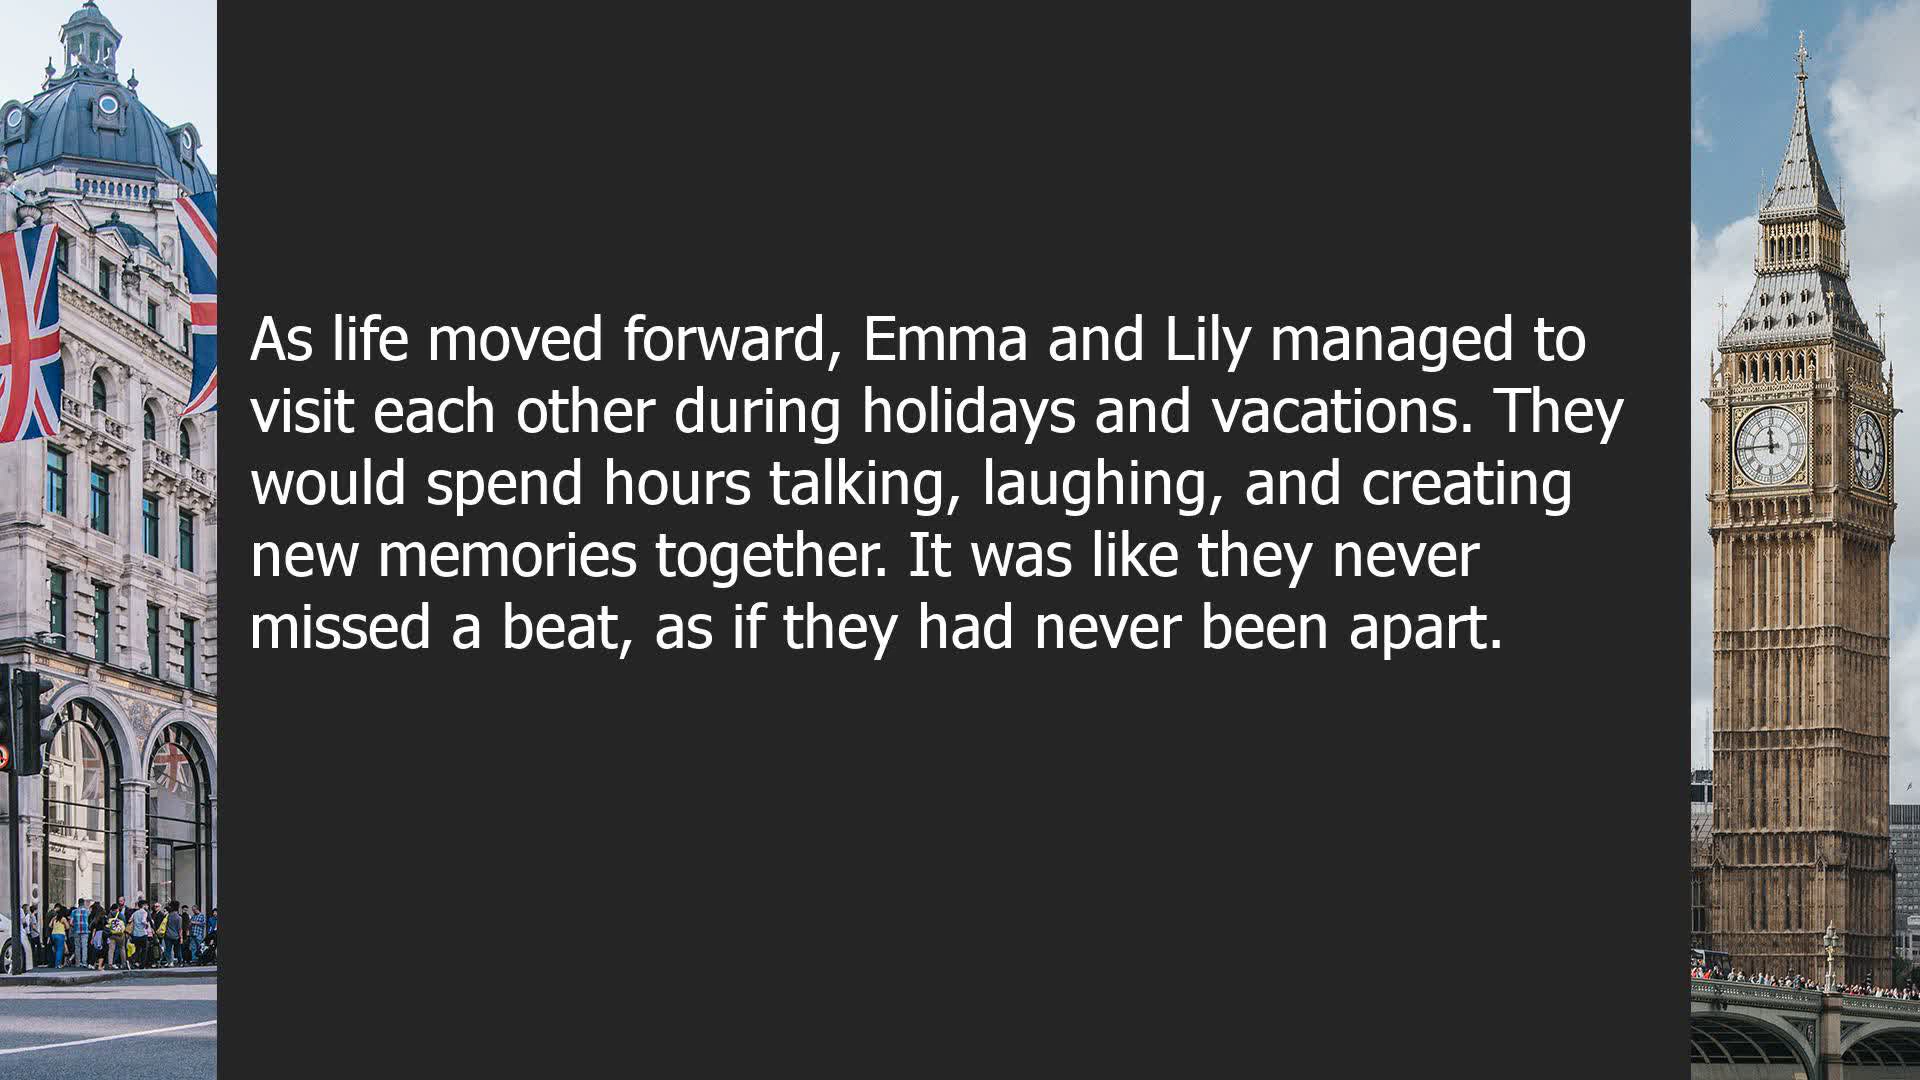 As life moved forward, Emma and Lily managed to
visit each other during holidays and vacations. They
would spend hours talking, laughing, and creating
new memories together. It was like they never
missed a beat, as if they had never been apart.